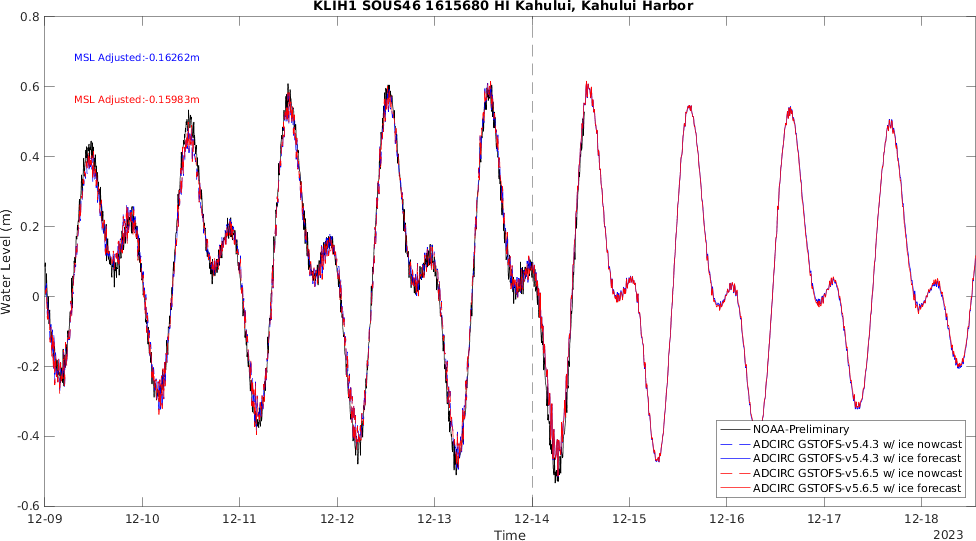 KLIH1 SOUS46 1615680 HI Kahului, Kahului Harbor
0.8
MSL Adjusted:-0.16262m
0.6
MSL Adjusted:-0.15983m
0.4
0.2
Water Level (m)
0
-0.2
-0.4
NOAA-Preliminary
ADCIRC GSTOFS-v5.4.3 w/ ice nowcast
ADCIRC GSTOFS-v5.4.3 w/ ice forecast
ADCIRC GSTOFS-v5.6.5 w/ ice nowcast
ADCIRC GSTOFS-v5.6.5 w/ ice forecast
-0.6
12-09 12-10 12-11 12-12 12-13 12-14 12-15 12-16 12-17 12-18
Time
2023